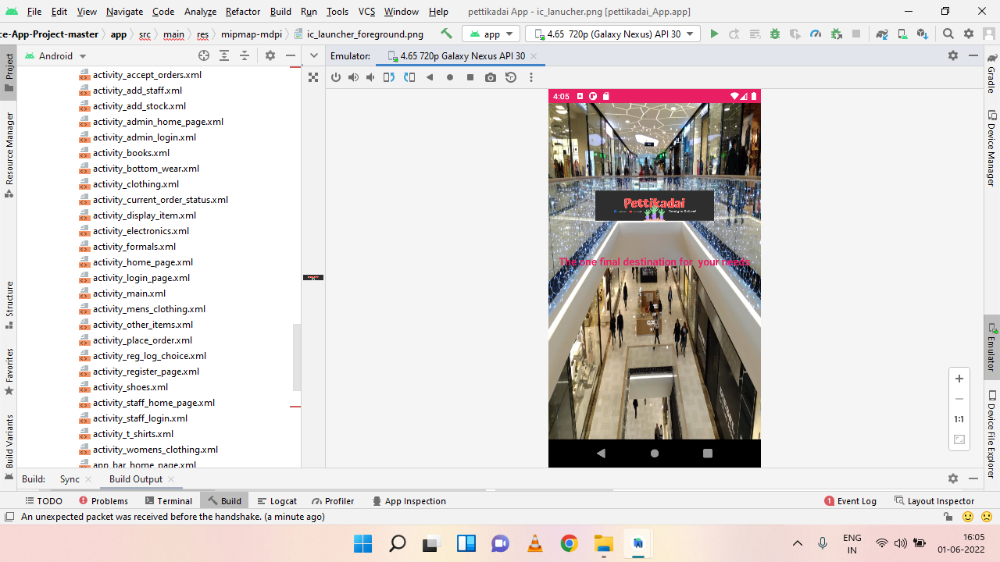 File Edit View Navigate Code Analyze Refactor Build Run Tools VCS Window Help pettikadai App - ic_lanucher.png [pettikadai_App.app]
ce-App-Project-master app src main res mipmap-mdpi ic_launcher_foreground.png app 4.65 720p (Galaxy Nexus) API 30
Android
Emulator: 4.65 720p Galaxy Nexus API 30
Project
Resource Manager
Structure
Favorites
Build Variants
activity_accept_orders.xml
activity_add_staff.xml
activity_add_stock.xml
activity_admin_home_page.xml
activity_admin_login.xml
activity_books.xml
activity_bottom_wear.xml
activity_clothing.xml
activity_current_order_status.xml
activity_display_item.xml
activity_electronics.xml
activity_formals.xml
activity_home_page.xml
activity_login_page.xml
activity_main.xml
activity_mens_clothing.xml
activity_other_items.xml
activity_place_order.xml
activity_reg_log_choice.xml
activity_register_page.xml
activity_shoes.xml
activity_staff_home_page.xml
activity_staff_login.xml
activity_t_shirts.xml
activity_womens_clothing.xml
app_bar_home_page.xml
4:05
Pettikadai
The one final destination for your needs
1:1
Gradle
Device Manager
Emulator
Device File Explorer
Build: Sync Build Output
TODO Problems Terminal Build Logcat Profiler App Inspection 1 Event Log Layout Inspector
An unexpected packet was received before the handshake. (a minute ago)
ENG
IN
16:05
01-06-2022